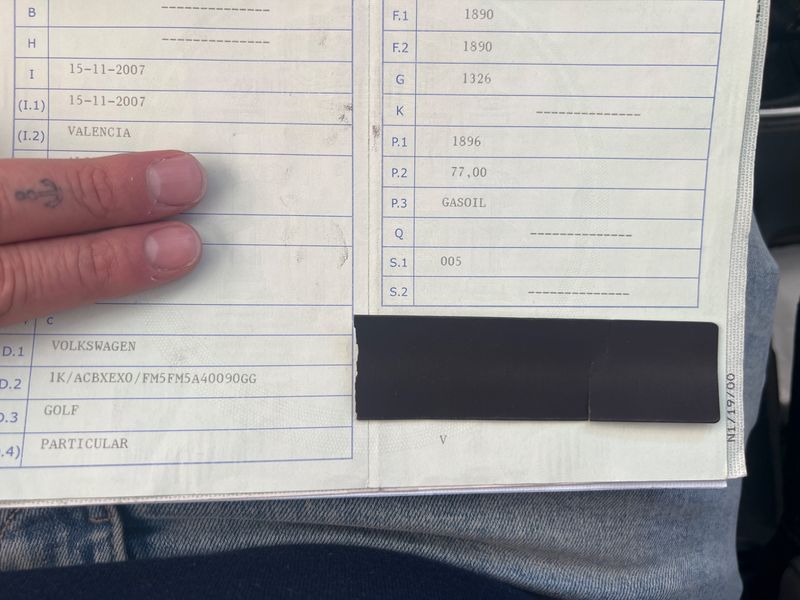 B --------------
H --------------
I 15-11-2007
(I.1) 15-11-2007
(I.2) VALENCIA
C
D.1 VOLKSWAGEN
D.2 1K/ACBXEX0/FM5FM5A40090GG
D.3 GOLF
.4) PARTICULAR
F.1 1890
F.2 1890
G 1326
K --------------
P.1 1896
P.2 77,00
P.3 GASOIL
Q --------------
S.1 005
S.2 --------------
V
N1/19/00